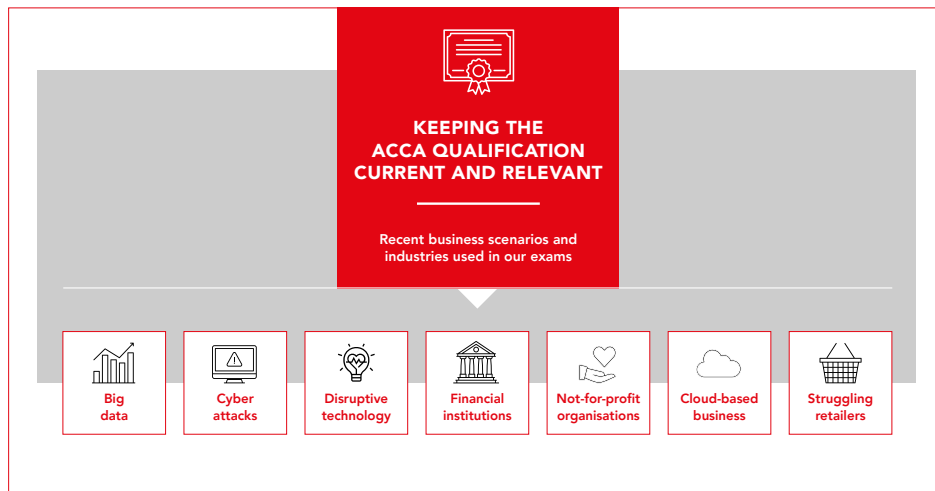 KEEPING THE
ACCA QUALIFICATION
CURRENT AND RELEVANT
Recent business scenarios and
industries used in our exams
Big
data
Cyber
attacks
Disruptive
technology
Financial
institutions
Not-for-profit
organisations
Cloud-based
business
Struggling
retailers